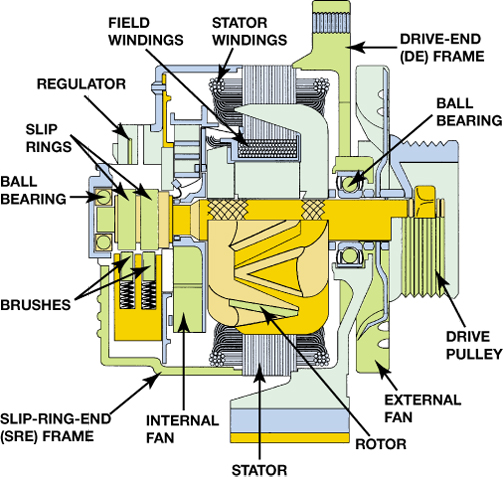 FIELD
WINDINGS
STATOR
WINDINGS
DRIVE-END
(DE) FRAME
REGULATOR
BALL
BEARING
SLIP
RINGS
BALL
BEARING
BRUSHES
DRIVE
PULLEY
SLIP-RING-END
(SRE) FRAME
INTERNAL
FAN
EXTERNAL
FAN
ROTOR
STATOR